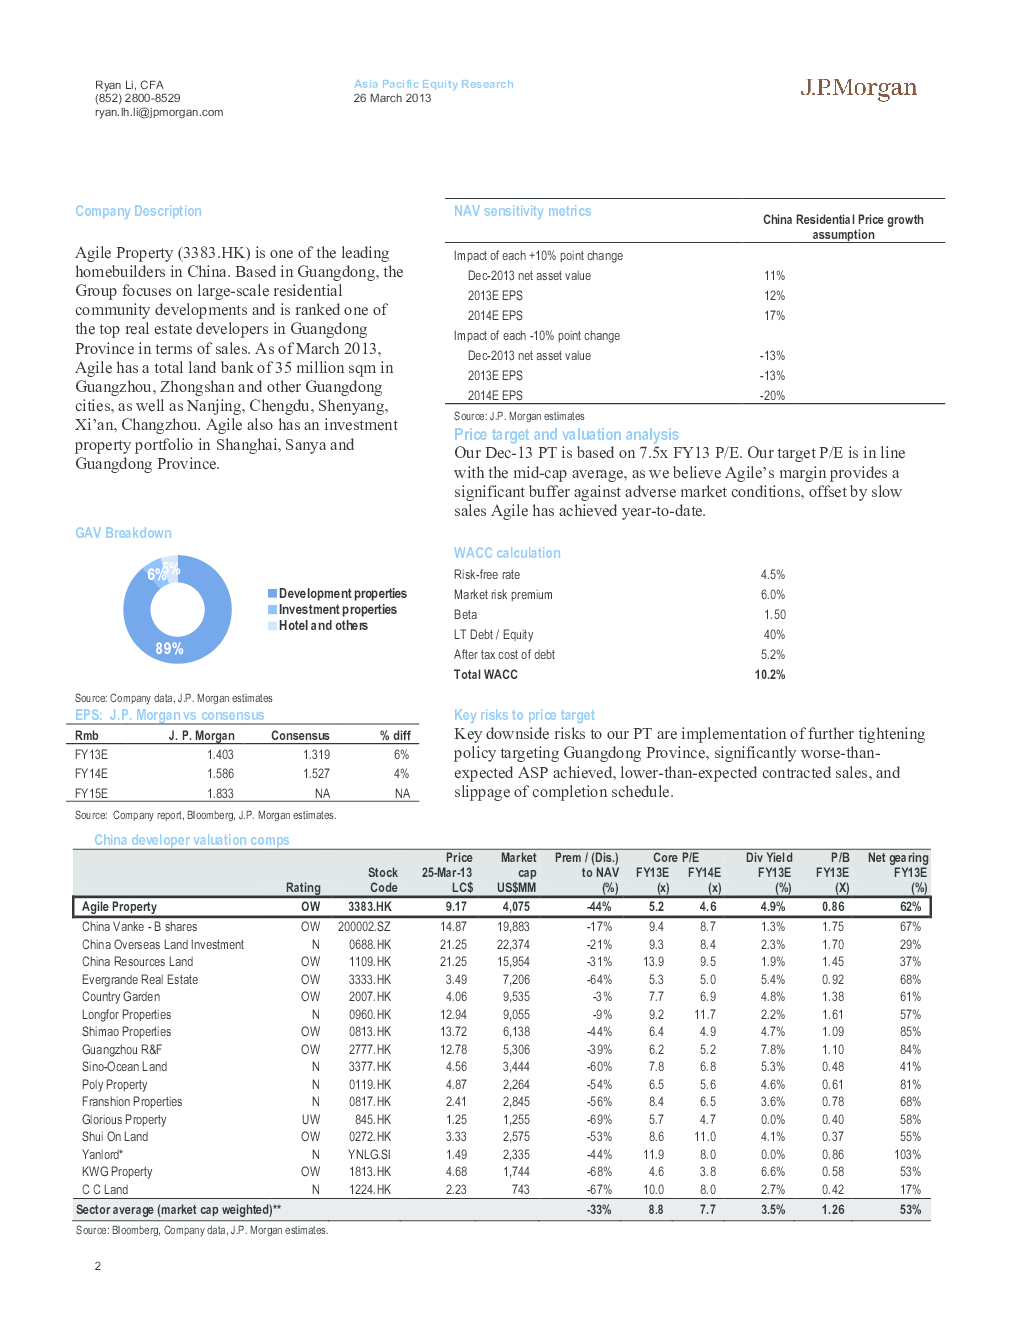 Ryan Li, CFA
(852) 2800-8529
ryan.lh.li@jpmorgan.com
Asia Pacific Equity Research
26 March 2013
J.P.Morgan
Company Description
Agile Property (3383.HK) is one of the leading
homebuilders in China. Based in Guangdong, the
Group focuses on large-scale residential
community developments and is ranked one of
the top real estate developers in Guangdong
Province in terms of sales. As of March 2013,
Agile has a total land bank of 35 million sqm in
Guangzhou, Zhongshan and other Guangdong
cities, as well as Nanjing, Chengdu, Shenyang,
Xi’an, Changzhou. Agile also has an investment
property portfolio in Shanghai, Sanya and
Guangdong Province.
GAV Breakdown
6% 5%
89%
Development properties
Investment properties
Hotel and others
Source: Company data, J.P. Morgan estimates
EPS: J.P. Morgan vs consensus
Rmb J. P. Morgan Consensus % diff
FY13E 1.403 1.319 6%
FY14E 1.586 1.527 4%
FY15E 1.833 NA NA
Source: Company report, Bloomberg, J.P. Morgan estimates.
NAV sensitivity metrics
China Residential Price growth
assumption
Impact of each +10% point change
Dec-2013 net asset value 11%
2013E EPS 12%
2014E EPS 17%
Impact of each -10% point change
Dec-2013 net asset value -13%
2013E EPS -13%
2014E EPS -20%
Source: J.P. Morgan estimates
Price target and valuation analysis
Our Dec-13 PT is based on 7.5x FY13 P/E. Our target P/E is in line
with the mid-cap average, as we believe Agile’s margin provides a
significant buffer against adverse market conditions, offset by slow
sales Agile has achieved year-to-date.
WACC calculation
Risk-free rate 4.5%
Market risk premium 6.0%
Beta 1.50
LT Debt / Equity 40%
After tax cost of debt 5.2%
Total WACC 10.2%
Key risks to price target
Key downside risks to our PT are implementation of further tightening
policy targeting Guangdong Province, significantly worse-than-
expected ASP achieved, lower-than-expected contracted sales, and
slippage of completion schedule.
China developer valuation comps
Price Market Prem / (Dis.) Core P/E Div Yield P/B Net gearing
Stock 25-Mar-13 cap to NAV FY13E FY14E FY13E FY13E FY13E
Rating Code LC$ US$MM (%) (x) (x) (%) (X) (%)
Agile Property OW 3383.HK 9.17 4,075 -44% 5.2 4.6 4.9% 0.86 62%
China Vanke - B shares OW 200002.SZ 14.87 19,883 -17% 9.4 8.7 1.3% 1.75 67%
China Overseas Land Investment N 0688.HK 21.25 22,374 -21% 9.3 8.4 2.3% 1.70 29%
China Resources Land OW 1109.HK 21.25 15,954 -31% 13.9 9.5 1.9% 1.45 37%
Evergrande Real Estate OW 3333.HK 3.49 7,206 -64% 5.3 5.0 5.4% 0.92 68%
Country Garden OW 2007.HK 4.06 9,535 -3% 7.7 6.9 4.8% 1.38 61%
Longfor Properties N 0960.HK 12.94 9,055 -9% 9.2 11.7 2.2% 1.61 57%
Shimao Properties OW 0813.HK 13.72 6,138 -44% 6.4 4.9 4.7% 1.09 85%
Guangzhou R&F OW 2777.HK 12.78 5,306 -39% 6.2 5.2 7.8% 1.10 84%
Sino-Ocean Land N 3377.HK 4.56 3,444 -60% 7.8 6.8 5.3% 0.48 41%
Poly Property N 0119.HK 4.87 2,264 -54% 6.5 5.6 4.6% 0.61 81%
Franshion Properties N 0817.HK 2.41 2,845 -56% 8.4 6.5 3.6% 0.78 68%
Glorious Property UW 845.HK 1.25 1,255 -69% 5.7 4.7 0.0% 0.40 58%
Shui On Land OW 0272.HK 3.33 2,575 -53% 8.6 11.0 4.1% 0.37 55%
Yanlord* N YNLG.SI 1.49 2,335 -44% 11.9 8.0 0.0% 0.86 103%
KWG Property OW 1813.HK 4.68 1,744 -68% 4.6 3.8 6.6% 0.58 53%
C C Land N 1224.HK 2.23 743 -67% 10.0 8.0 2.7% 0.42 17%
Sector average (market cap weighted)** -33% 8.8 7.7 3.5% 1.26 53%
Source: Bloomberg, Company data, J.P. Morgan estimates.
2